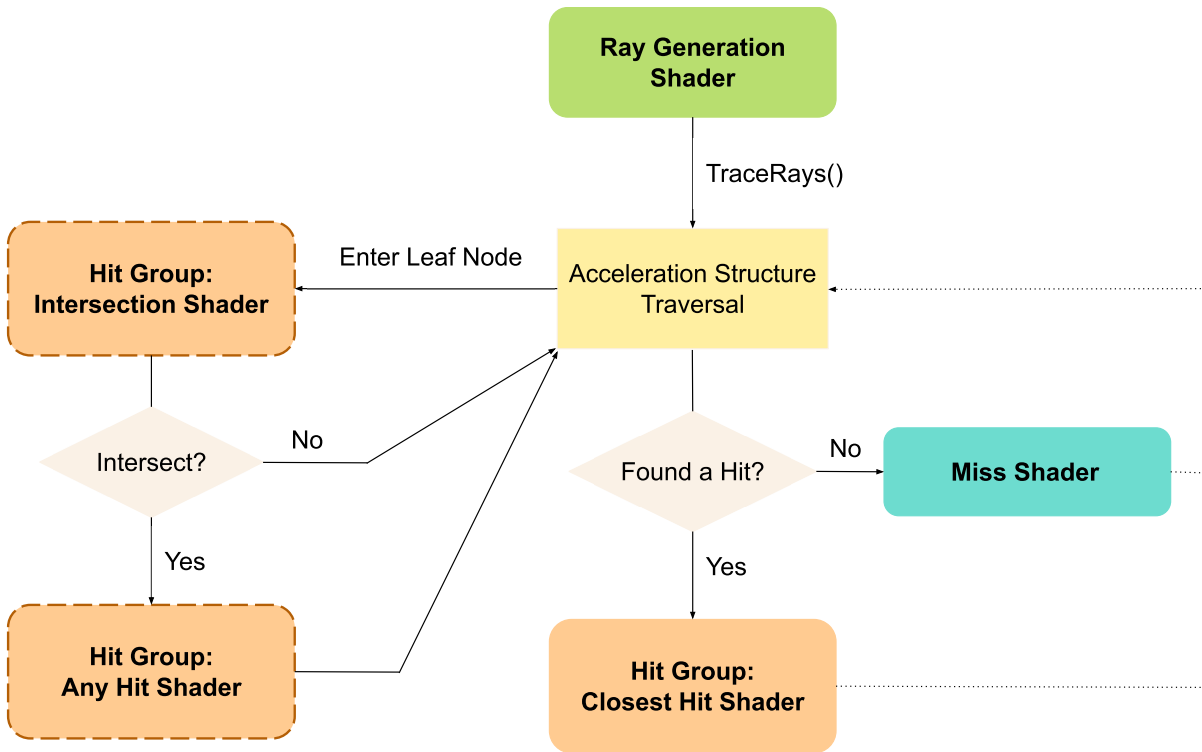 Ray Generation
Shader
TraceRays()
Enter Leaf Node
Hit Group:
Intersection Shader
Acceleration Structure
Traversal
No
Intersect?
Yes
Found a Hit?
No
Miss Shader
Yes
Hit Group:
Any Hit Shader
Hit Group:
Closest Hit Shader